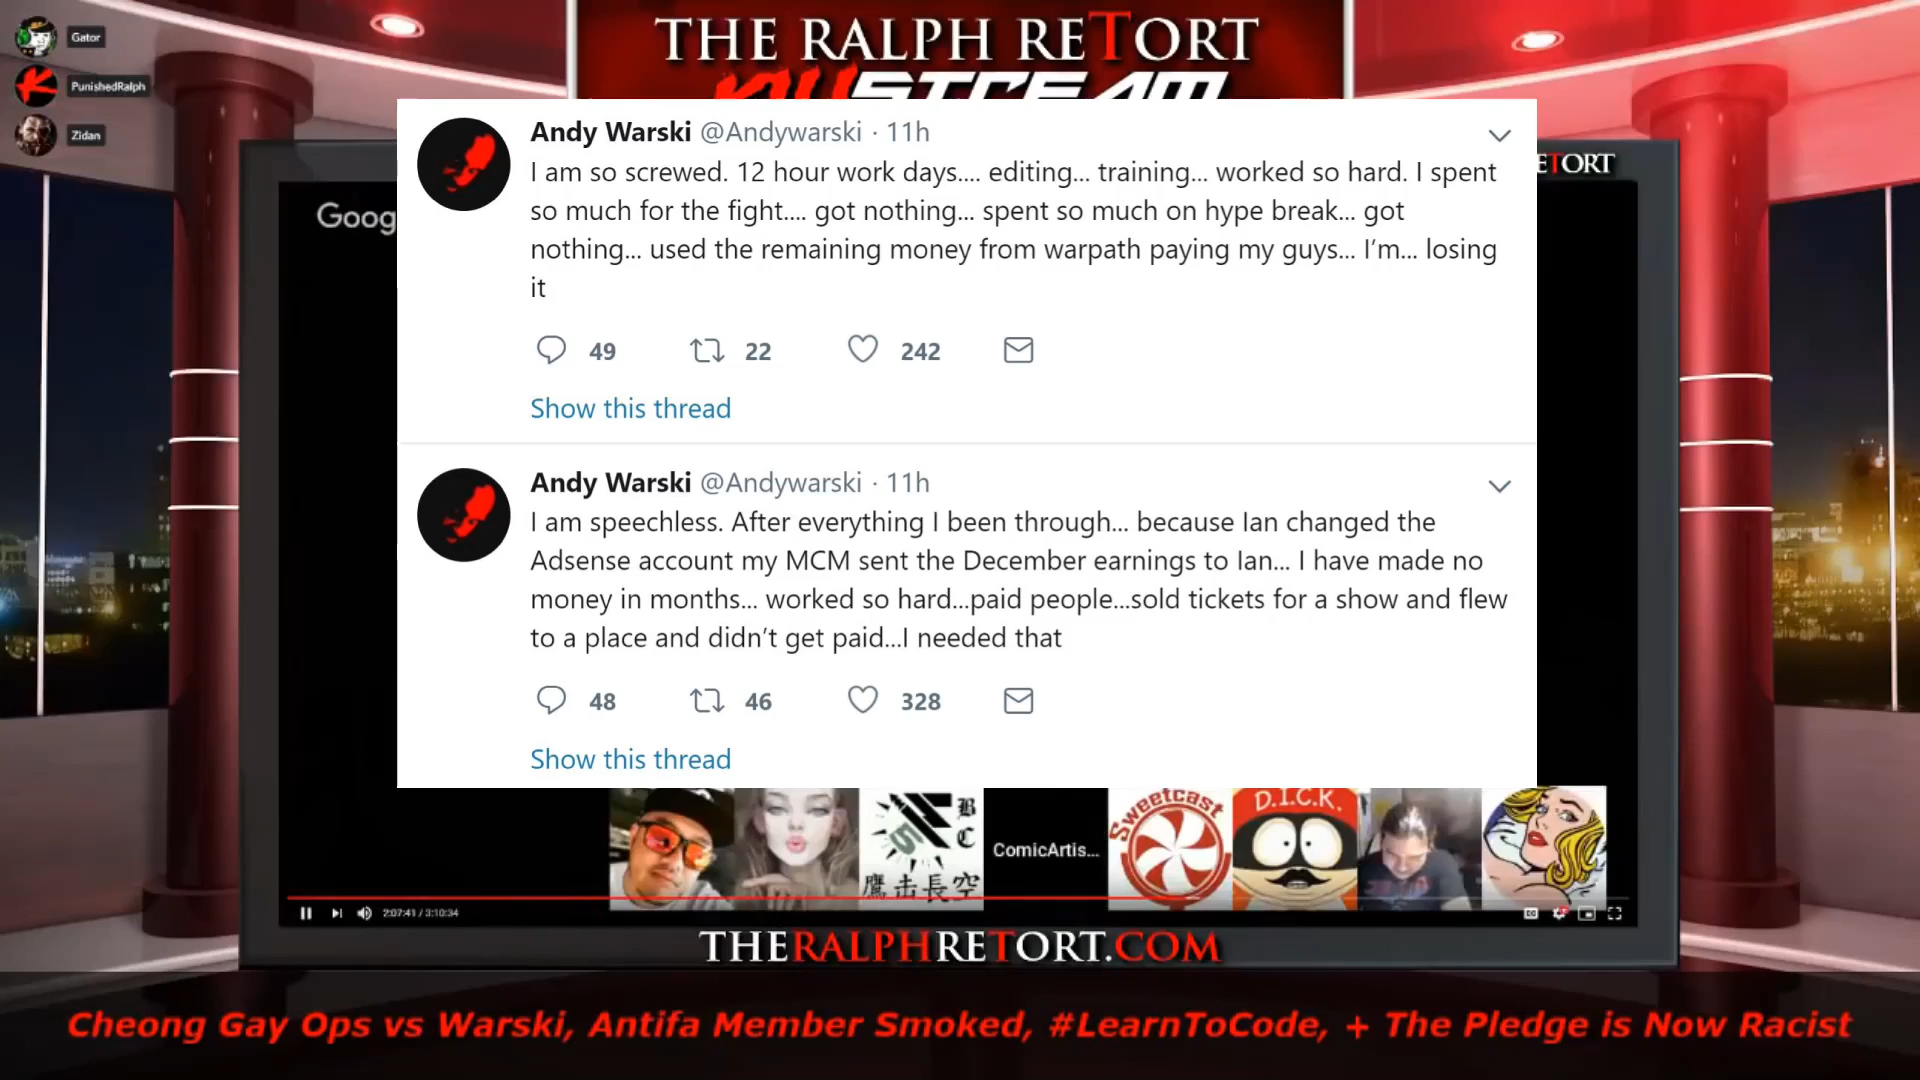 Gator
PunishedRalph
Zidan
THE RALPH RETORT
KILLSTREAM
ETORT
Goog
Andy Warski @Andywarski · 11h
I am so screwed. 12 hour work days.... editing... training... worked so hard. I spent
so much for the fight.... got nothing... spent so much on hype break... got
nothing... used the remaining money from warpath paying my guys... I'm... losing
it
49 22 242
Show this thread
Andy Warski @Andywarski · 11h
I am speechless. After everything I been through... because Ian changed the
Adsense account my MCM sent the December earnings to Ian... I have made no
money in months... worked so hard...paid people...sold tickets for a show and flew
to a place and didn't get paid...I needed that
48 46 328
Show this thread
Sweetcast
D.I.C.K.
BC
5
ComicArtis...
鷹击長空
2:07:41 / 3:10:34
THERALPHRETORT.COM
Cheong Gay Ops vs Warski, Antifa Member Smoked, #LearnToCode, + The Pledge is Now Racist